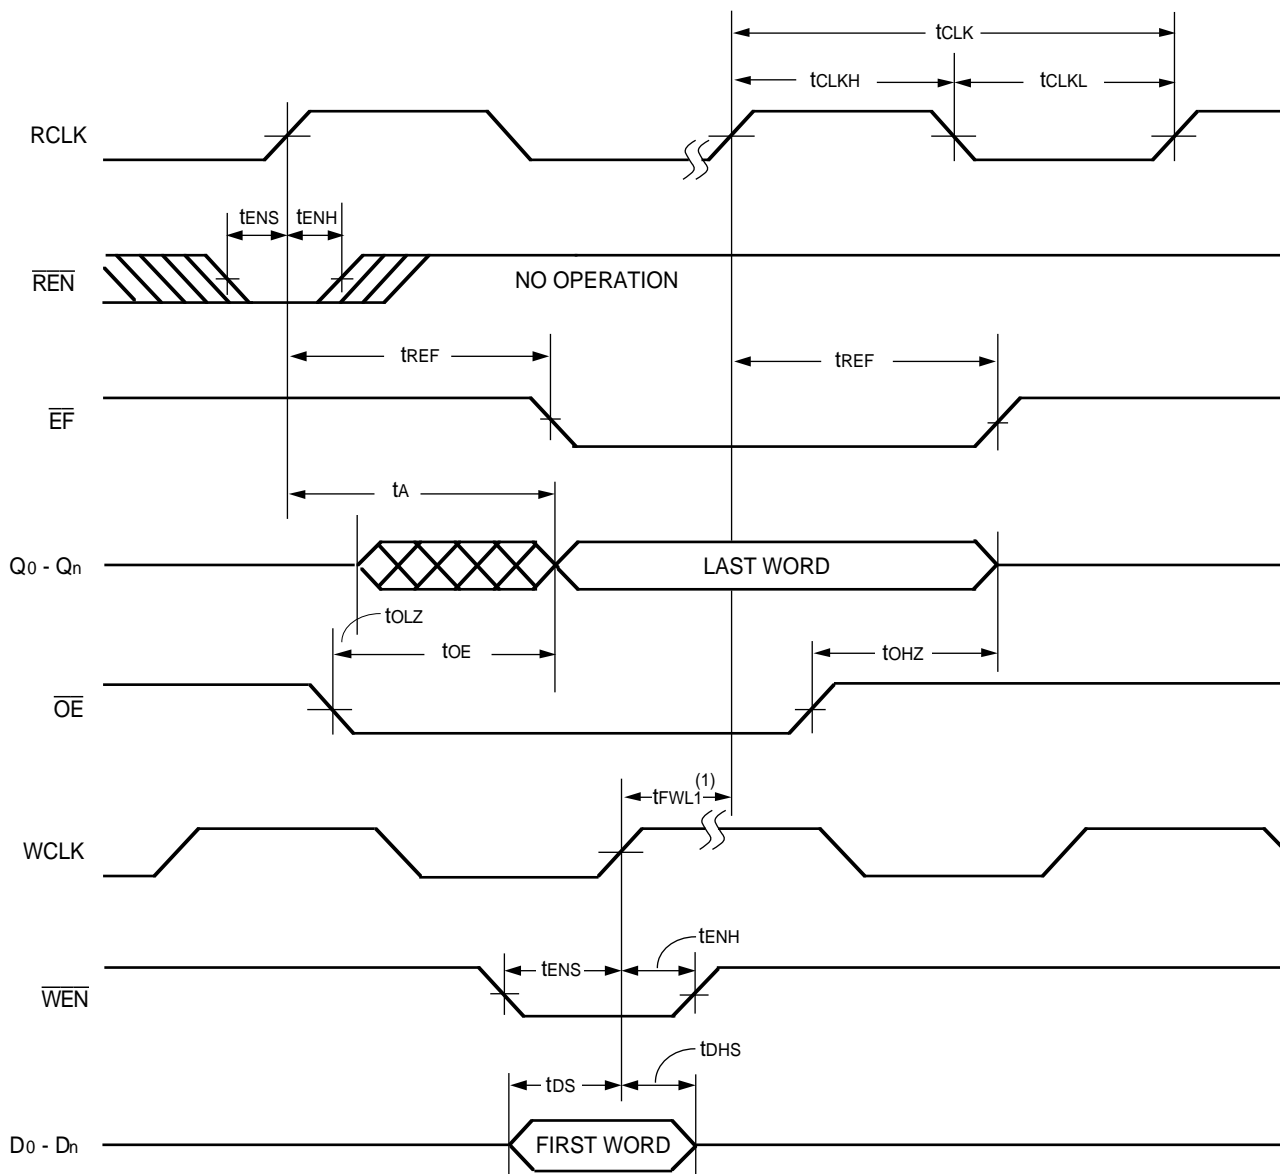 tCLK
tCLKH tCLKL
RCLK
tENS tENH
REN NO OPERATION
tREF tREF
EF
tA
Q0 - Qn LAST WORD
tOLZ
tOE tOHZ
OE
tFWL1(1)
WCLK
tENH
tENS
WEN
tDHS
tDS
D0 - Dn FIRST WORD